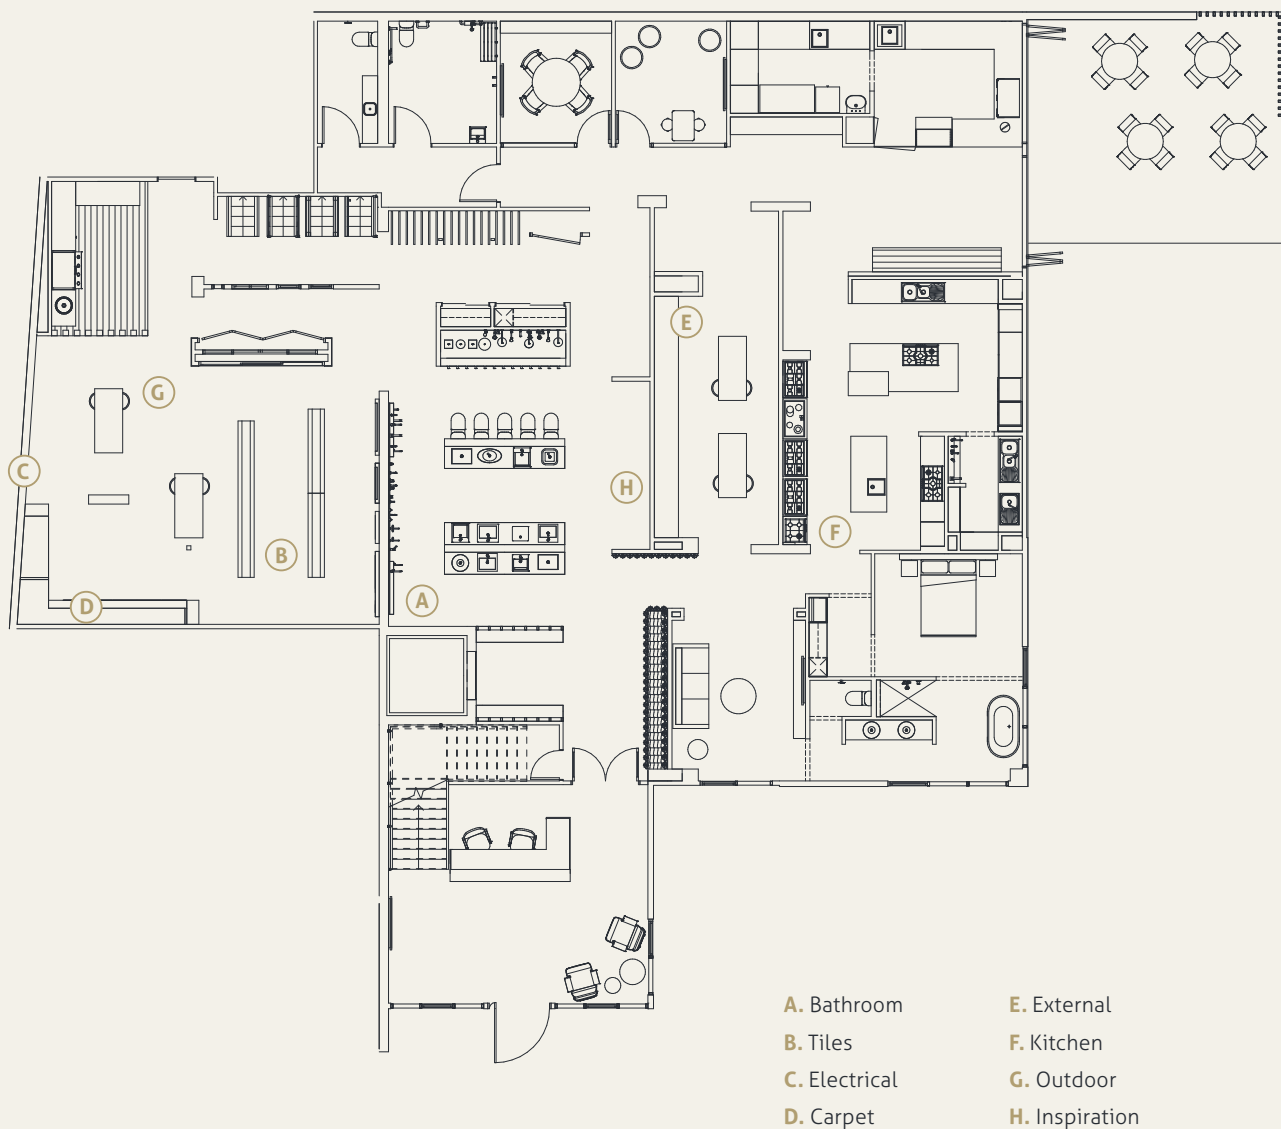 E
G
C
H
F
B
A
D
A. Bathroom
B. Tiles
C. Electrical
D. Carpet
E. External
F. Kitchen
G. Outdoor
H. Inspiration